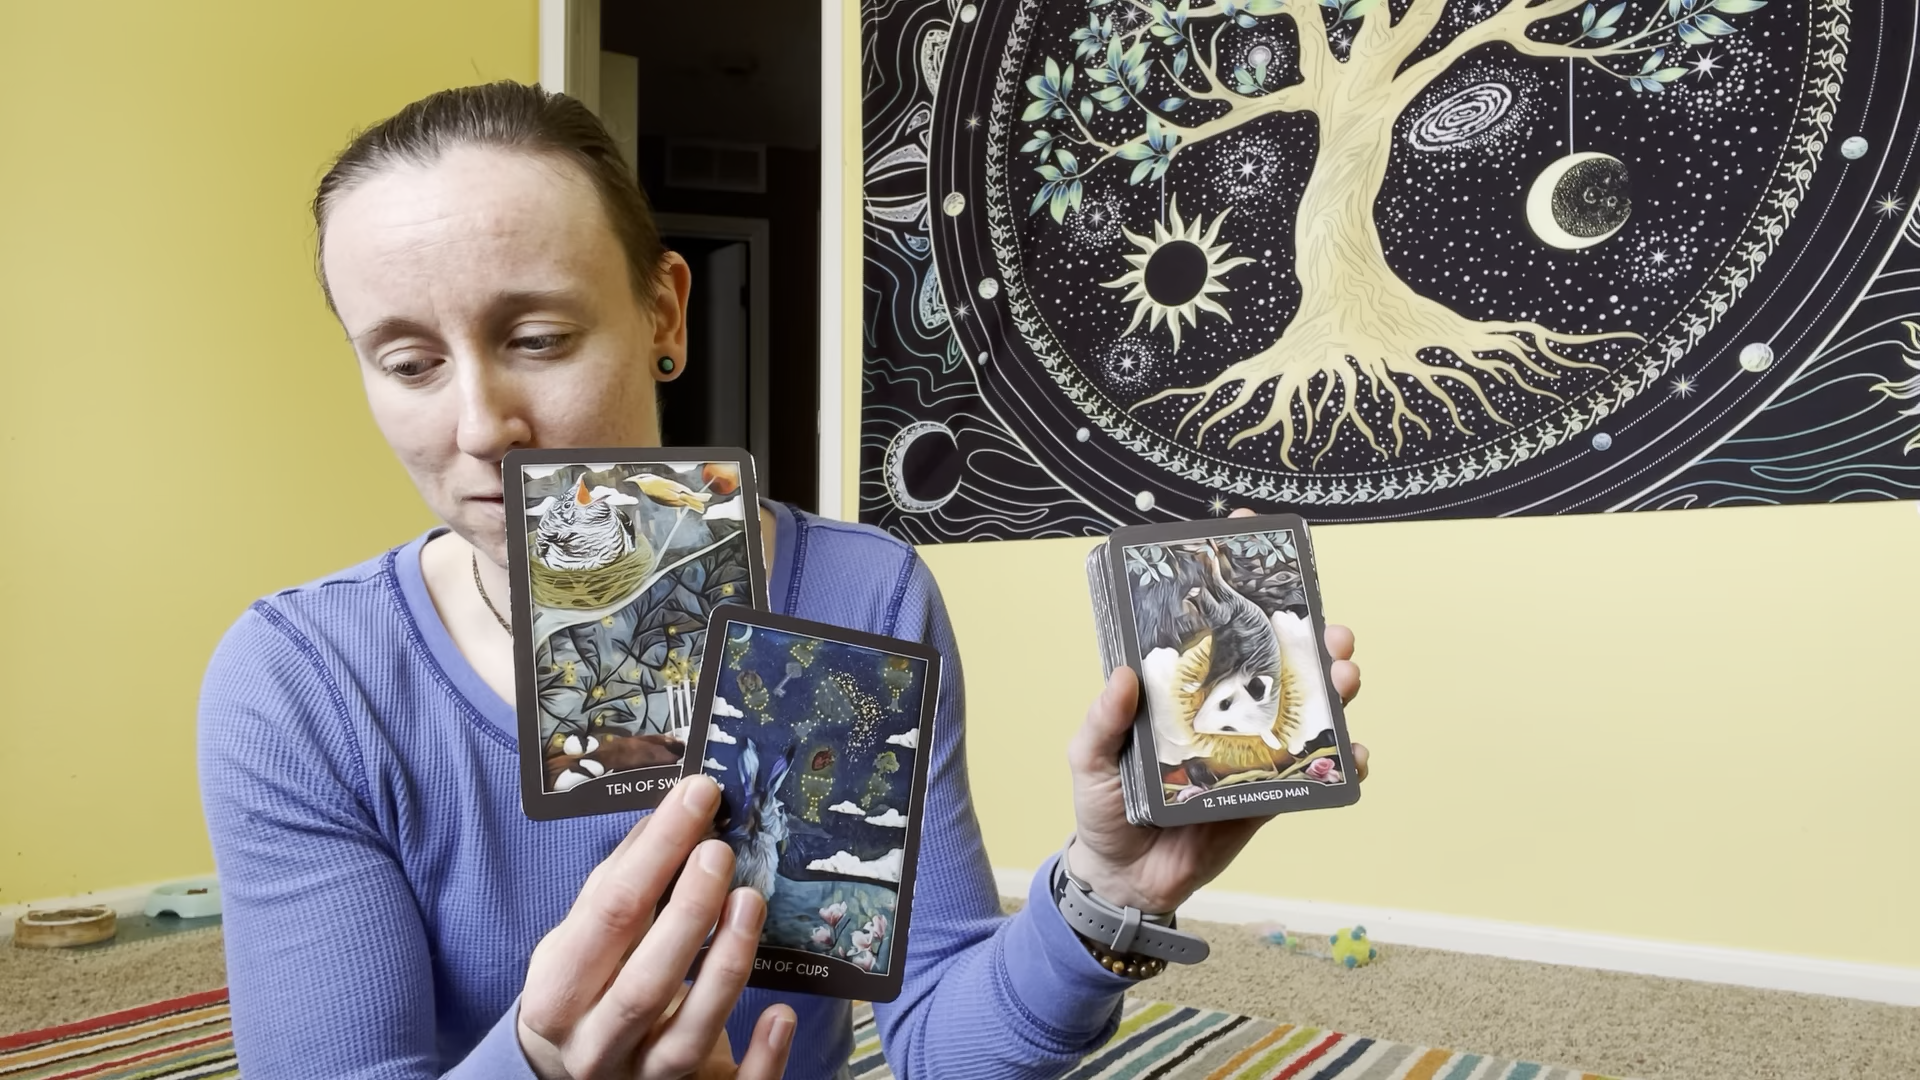 TEN OF SW
EN OF CUPS
12. THE HANGED MAN